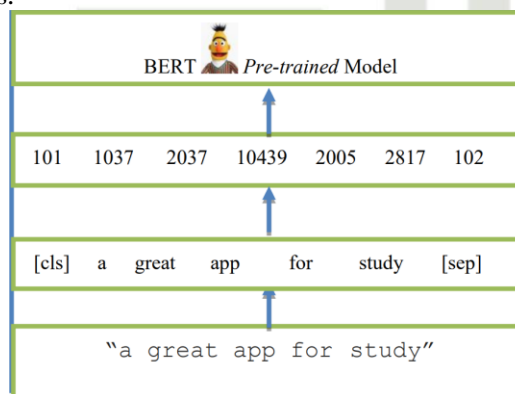 s.
BERT Pre-trained Model
101 1037 2037 10439 2005 2817 102
[cls] a great app for study [sep]
“a great app for study”